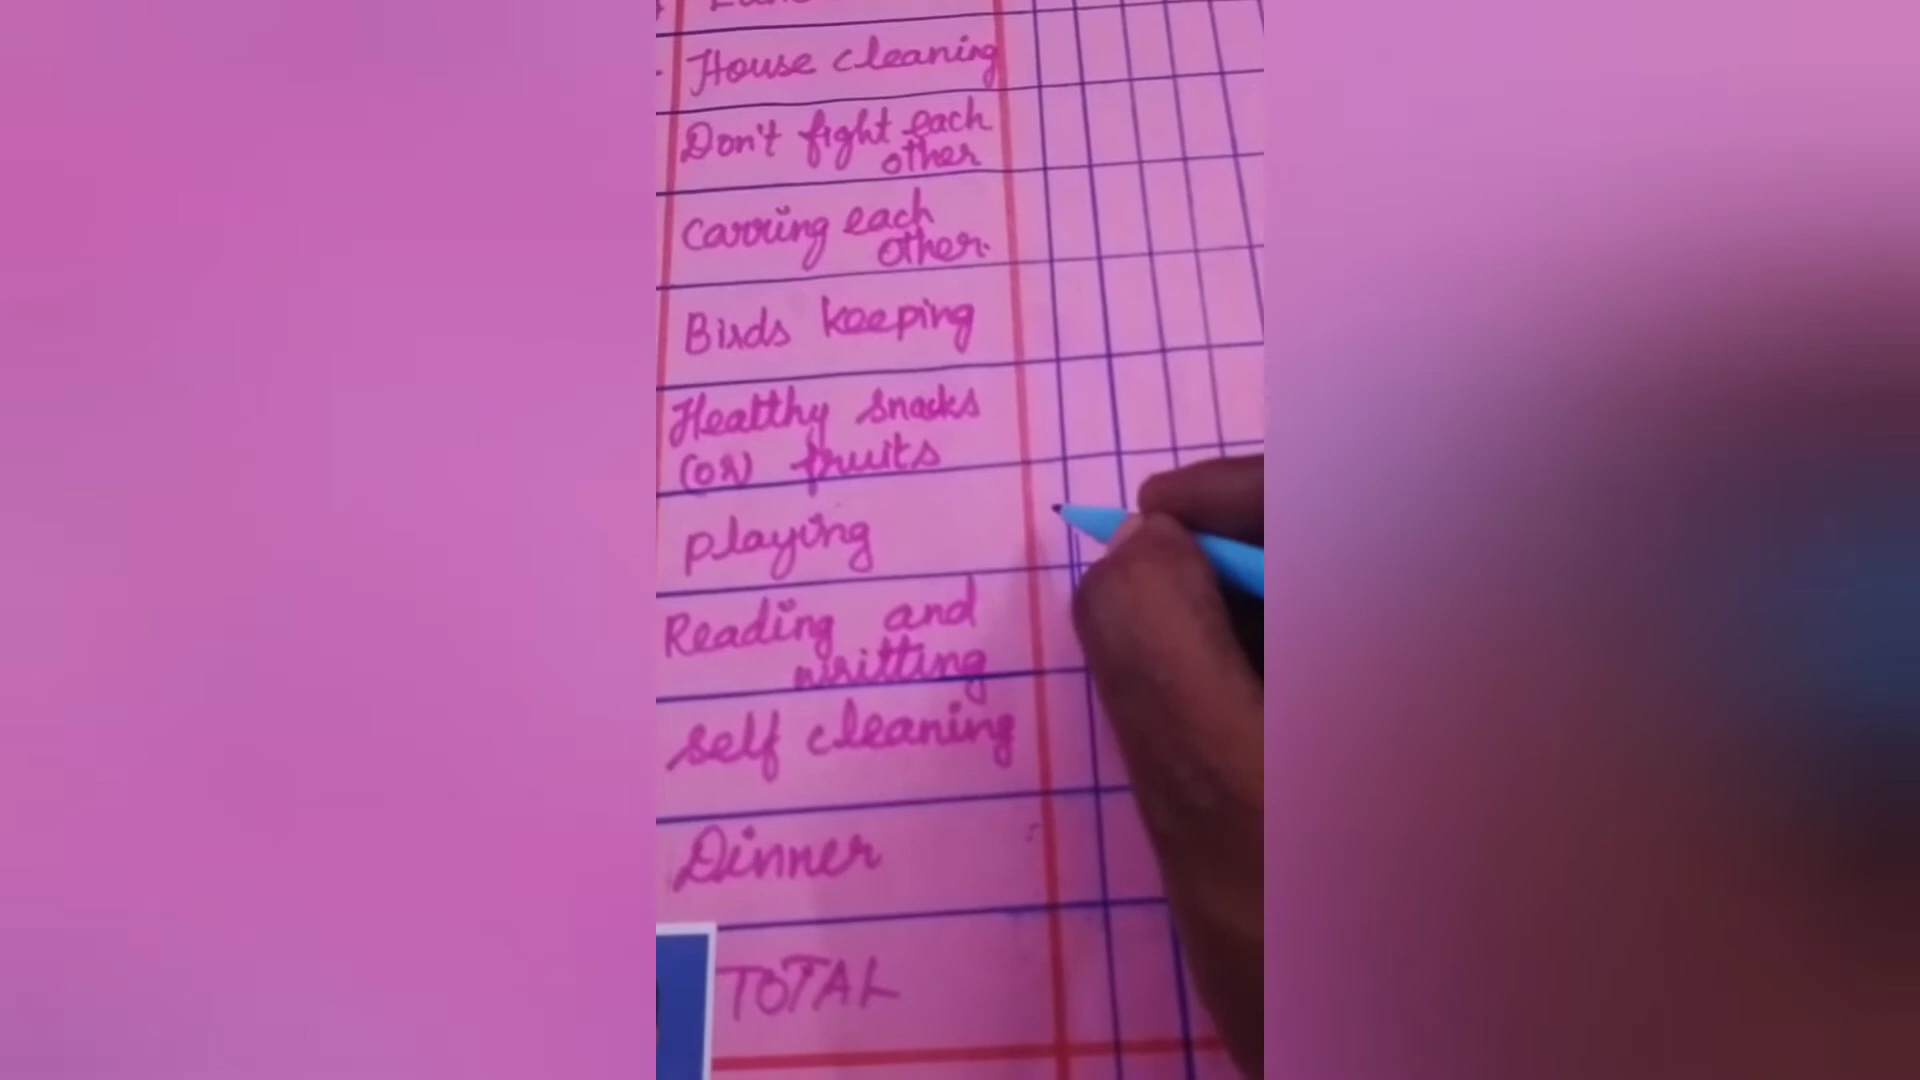 House cleaning
Don't fight each
other
Carring each
other.
Birds keeping
Healthy snacks
(or) fruits
playing
Reading and
writting
self cleaning
Dinner
TOTAL